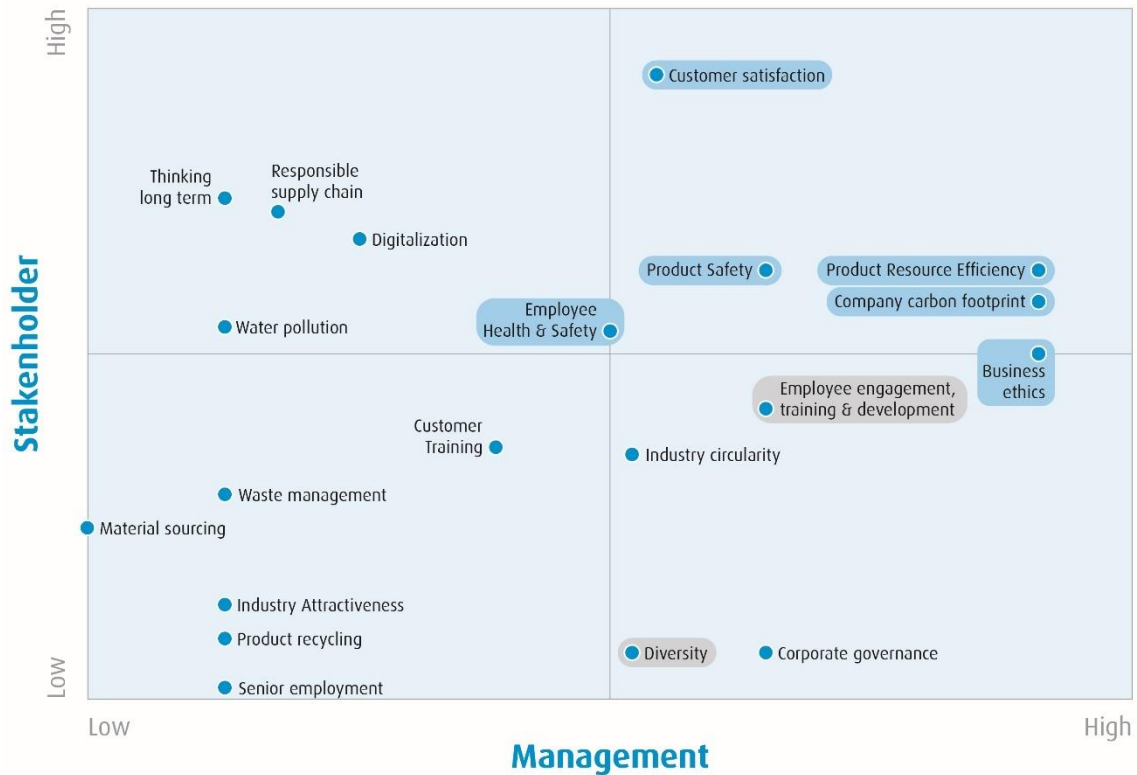 High
Customer satisfaction
Thinking
long term
Responsible
supply chain
Digitalization
Product Safety
Product Resource Efficiency
Company carbon footprint
Employee
Health & Safety
Water pollution
Stakeholder
Business
ethics
Employee engagement,
training & development
Customer
Training
Industry circularity
Waste management
Material sourcing
Industry Attractiveness
Product recycling
Diversity
Corporate governance
Senior employment
Low
Low
High
Management